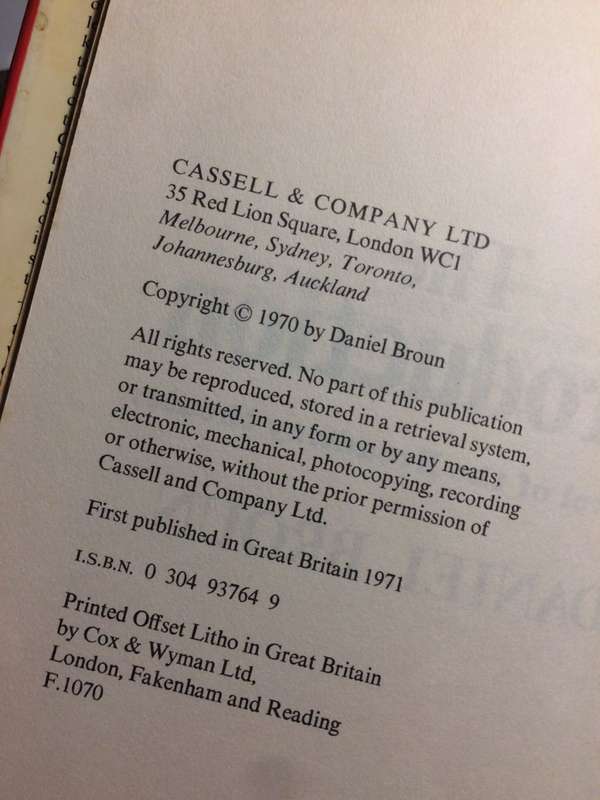 CASSELL & COMPANY LTD
35 Red Lion Square, London WC1
Melbourne, Sydney, Toronto,
Johannesburg, Auckland
Copyright © 1970 by Daniel Broun
All rights reserved. No part of this publication
may be reproduced, stored in a retrieval system,
or transmitted, in any form or by any means,
electronic, mechanical, photocopying, recording
or otherwise, without the prior permission of
Cassell and Company Ltd.
First published in Great Britain 1971
I.S.B.N. 0 304 93764 9
Printed Offset Litho in Great Britain
by Cox & Wyman Ltd,
London, Fakenham and Reading
F.1070